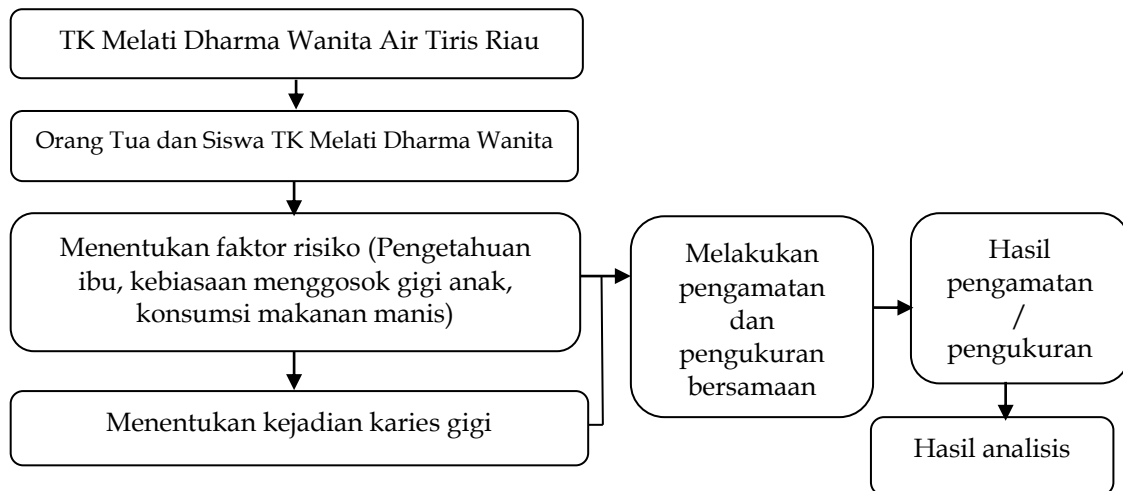 TK Melati Dharma Wanita Air Tiris Riau
Orang Tua dan Siswa TK Melati Dharma Wanita
Menentukan faktor risiko (Pengetahuan
ibu, kebiasaan menggosok gigi anak,
konsumsi makanan manis)
Menentukan kejadian karies gigi
Melakukan
pengamatan
dan
pengukuran
bersamaan
Hasil
pengamatan
/
pengukuran
Hasil analisis